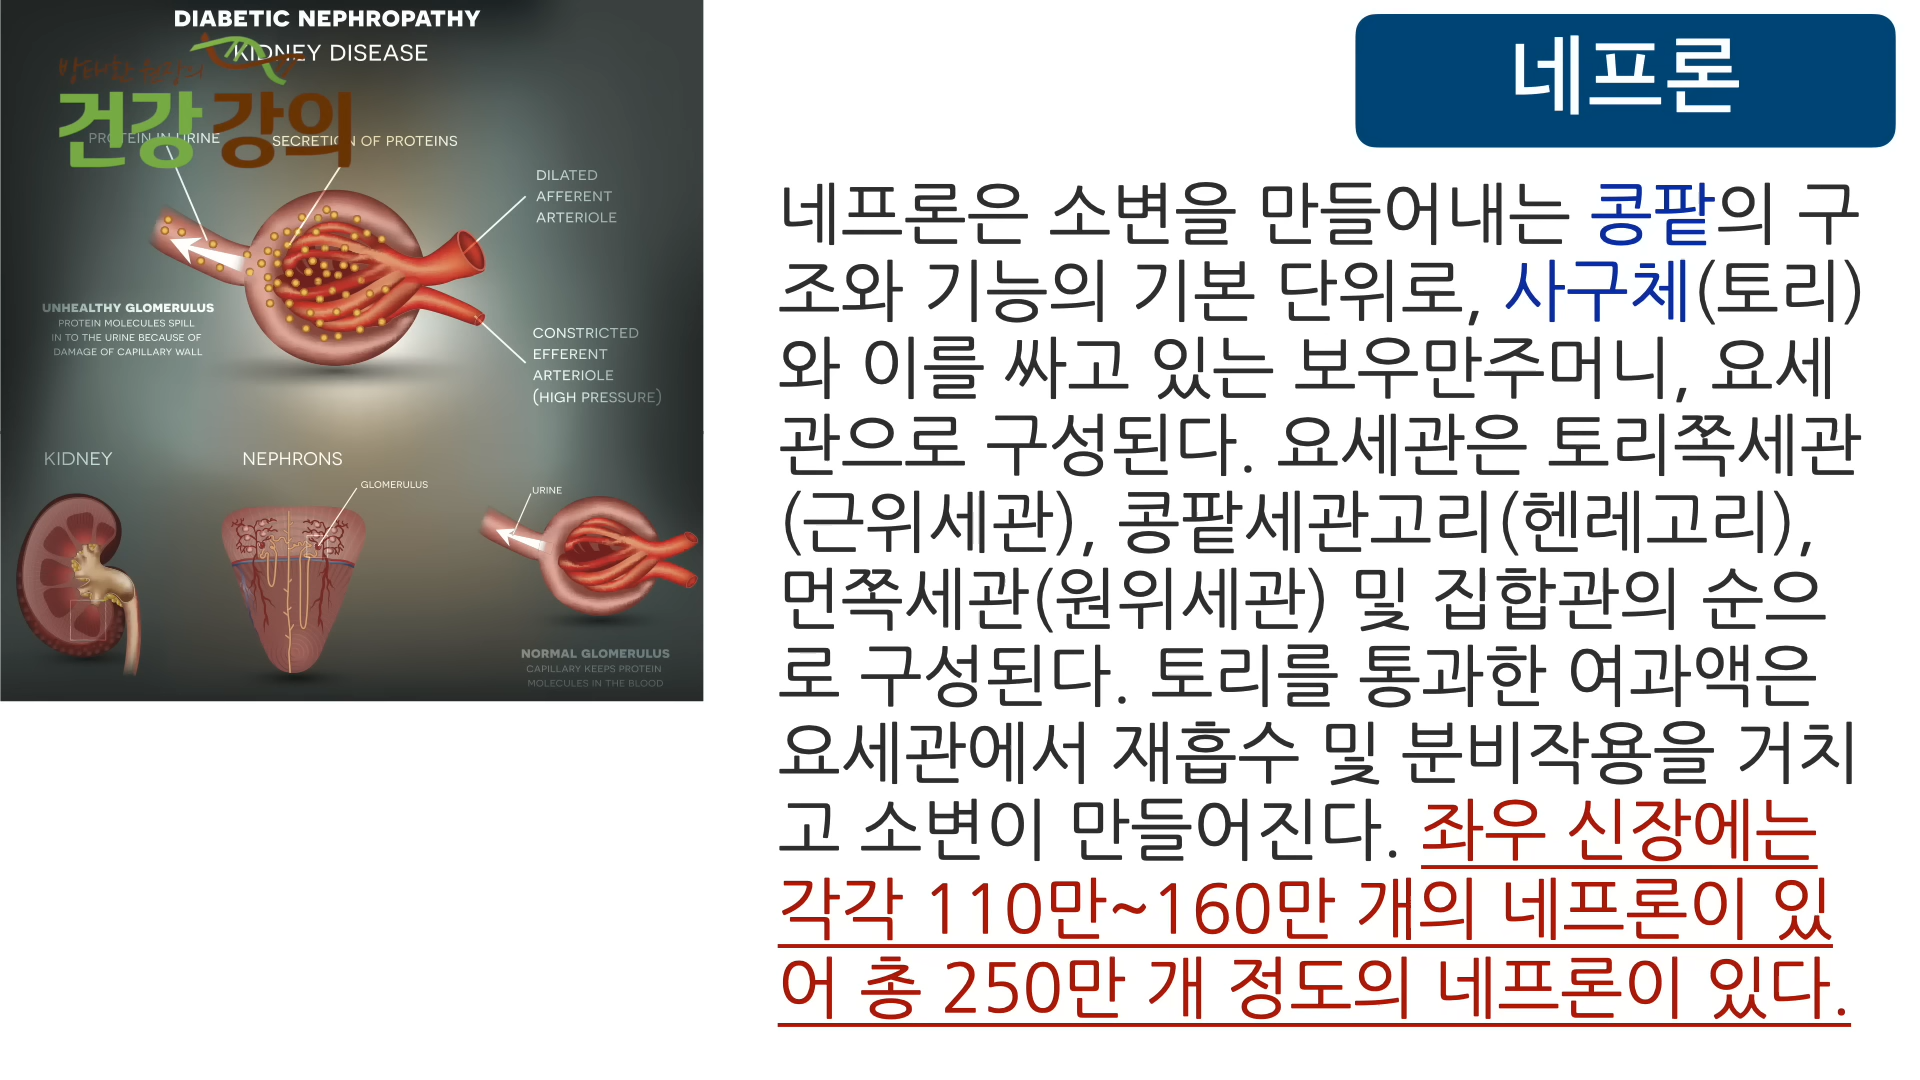 DIABETIC NEPHROPATHY
KIDNEY DISEASE
방태환 원장의
건강강의
PROTEIN IN URINE
SECRETION OF PROTEINS
DILATED
AFFERENT
ARTERIOLE
UNHEALTHY GLOMERULUS
PROTEIN MOLECULES SPILL
IN TO THE URINE BECAUSE OF
DAMAGE OF CAPILLARY WALL
CONSTRICTED
EFFERENT
ARTERIOLE
(HIGH PRESSURE)
KIDNEY
NEPHRONS
GLOMERULUS
URINE
NORMAL GLOMERULUS
CAPILLARY KEEPS PROTEIN
MOLECULES IN THE BLOOD
네프론
네프론은 소변을 만들어내는 콩팥의 구
조와 기능의 기본 단위로, 사구체(토리)
와 이를 싸고 있는 보우만주머니, 요세
관으로 구성된다. 요세관은 토리쪽세관
(근위세관), 콩팥세관고리(헨레고리),
먼쪽세관(원위세관) 및 집합관의 순으
로 구성된다. 토리를 통과한 여과액은
요세관에서 재흡수 및 분비작용을 거치
고 소변이 만들어진다. 좌우 신장에는
각각 110만~160만 개의 네프론이 있
어 총 250만 개 정도의 네프론이 있다.